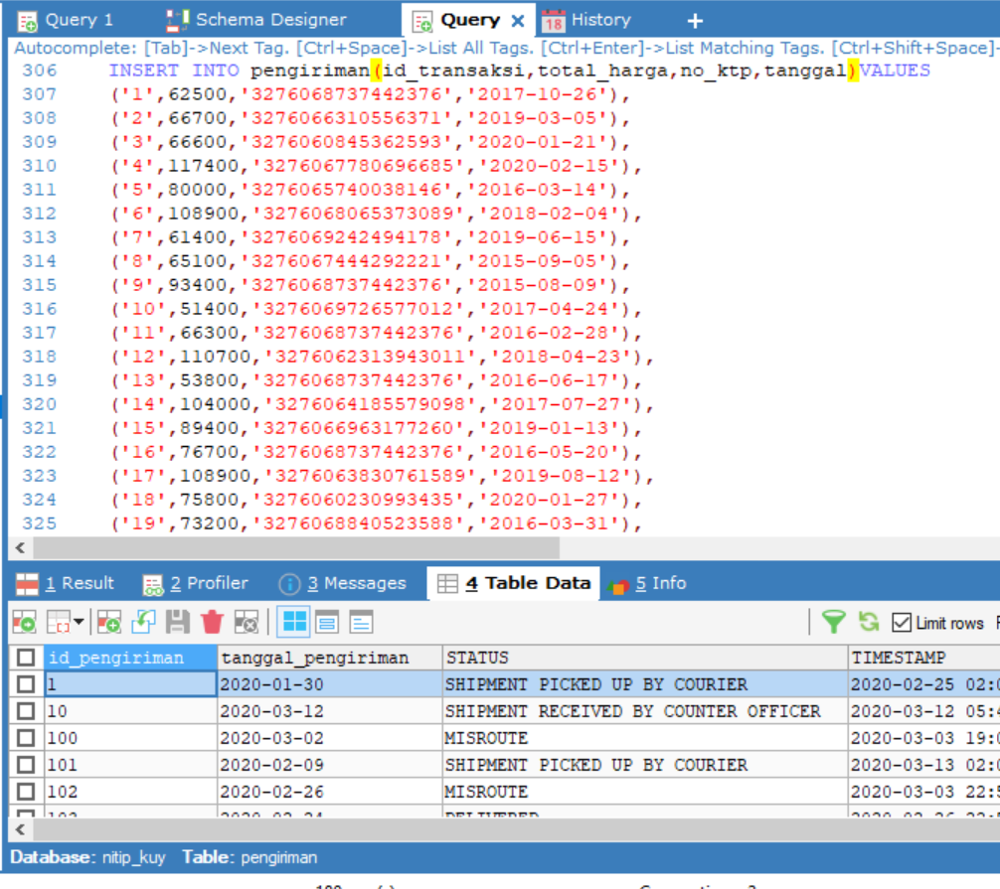 Query 1 Schema Designer Query × 18 History +
Autocomplete: [Tab]->Next Tag. [Ctrl+Space]->List All Tags. [Ctrl+Enter]->List Matching Tags. [Ctrl+Shift+Space]-
306 INSERT INTO pengiriman(id_transaksi,total_harga,no_ktp,tanggal)VALUES
307 ('1',62500,'3276068737442376','2017-10-26'),
308 ('2',66700,'3276066310556371','2019-03-05'),
309 ('3',66600,'3276060845362593','2020-01-21'),
310 ('4',117400,'3276067780696685','2020-02-15'),
311 ('5',80000,'3276065740038146','2016-03-14'),
312 ('6',108900,'3276068065373089','2018-02-04'),
313 ('7',61400,'3276069242494178','2019-06-15'),
314 ('8',65100,'3276067444292221','2015-09-05'),
315 ('9',93400,'3276068737442376','2015-08-09'),
316 ('10',51400,'3276069726577012','2017-04-24'),
317 ('11',66300,'3276068737442376','2016-02-28'),
318 ('12',110700,'3276062313943011','2018-04-23'),
319 ('13',53800,'3276068737442376','2016-06-17'),
320 ('14',104000,'3276064185579098','2017-07-27'),
321 ('15',89400,'3276066963177260','2019-01-13'),
322 ('16',76700,'3276068737442376','2016-05-20'),
323 ('17',108900,'3276063830761589','2019-08-12'),
324 ('18',75800,'3276060230993435','2020-01-27'),
325 ('19',73200,'3276068840523588','2016-03-31'),
1 Result 2 Profiler 3 Messages 4 Table Data 5 Info
Limit rows
id_pengiriman tanggal_pengiriman STATUS TIMESTAMP
1 2020-01-30 SHIPMENT PICKED UP BY COURIER 2020-02-25 02:0
10 2020-03-12 SHIPMENT RECEIVED BY COUNTER OFFICER 2020-03-12 05:4
100 2020-03-02 MISROUTE 2020-03-03 19:0
101 2020-02-09 SHIPMENT PICKED UP BY COURIER 2020-03-13 02:0
102 2020-02-26 MISROUTE 2020-03-03 22:5
Database: nitip_kuy Table: pengiriman